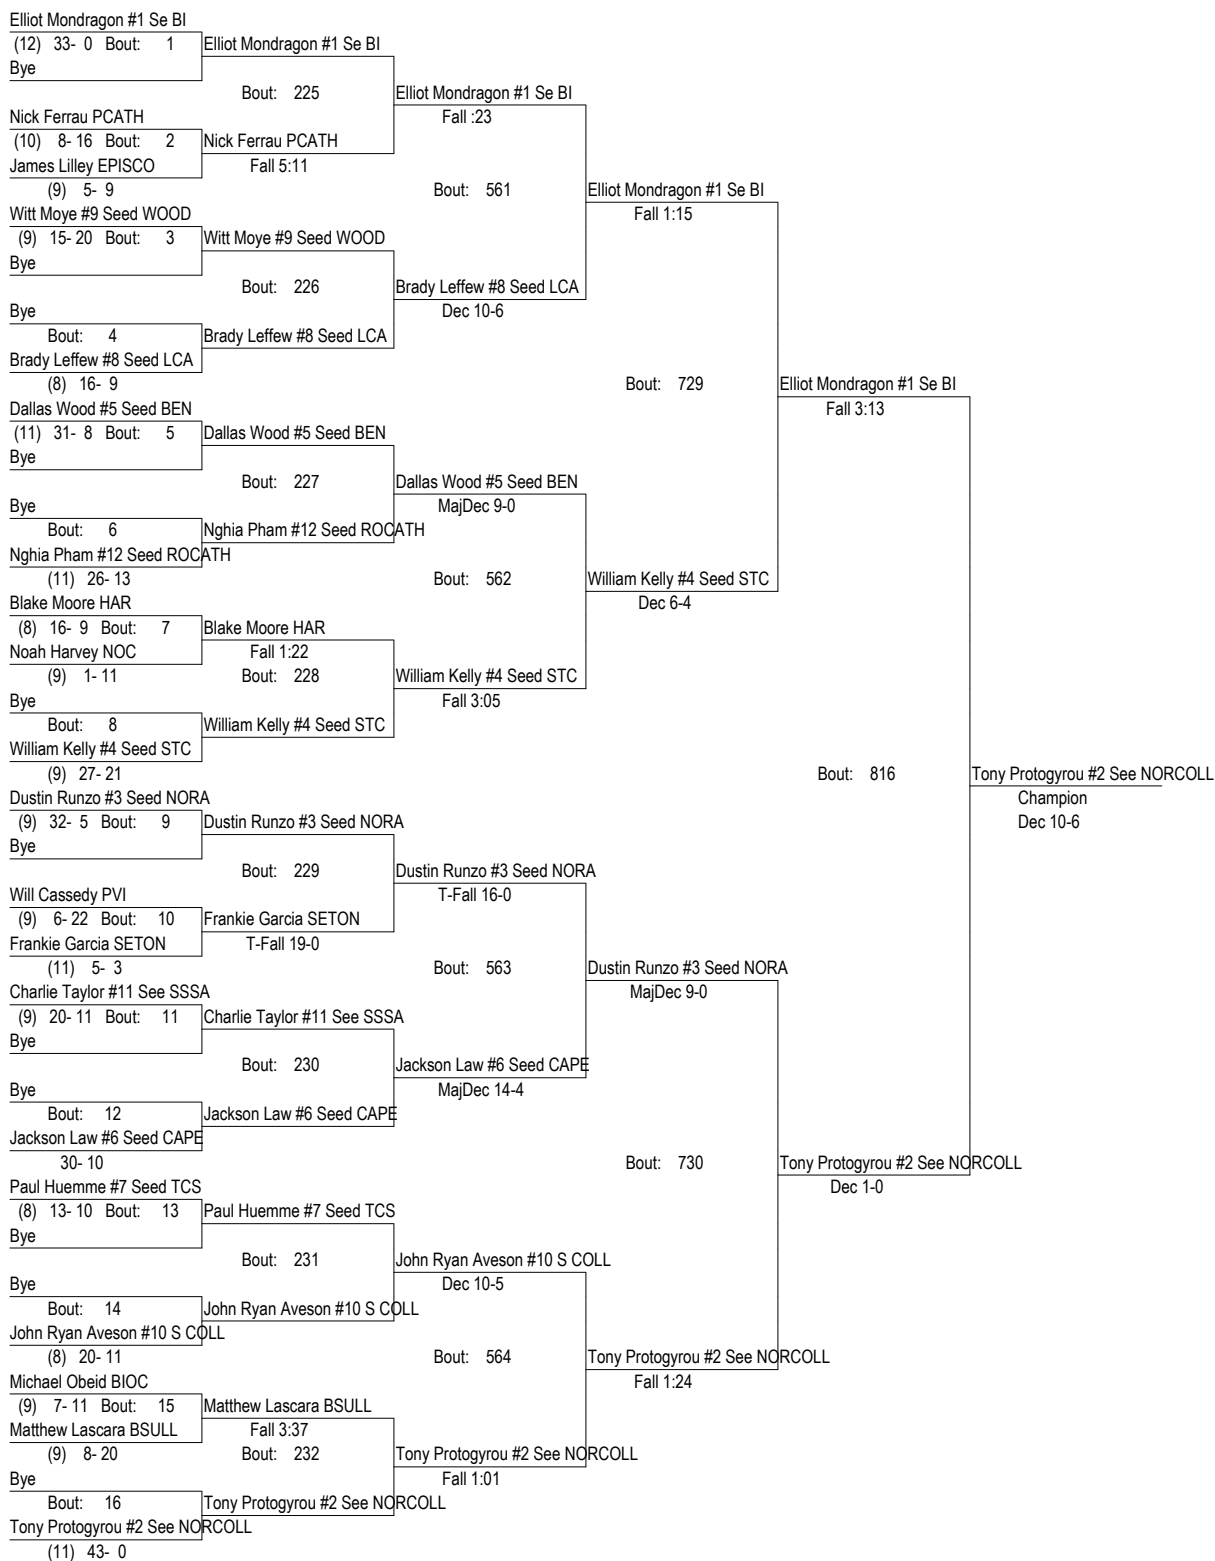 Elliot Mondragon #1 Se BI
(12) 33- 0 Bout: 1 Elliot Mondragon #1 Se BI
Bye
Bout: 225 Elliot Mondragon #1 Se BI
Nick Ferrau PCATH Fall :23
(10) 8- 16 Bout: 2 Nick Ferrau PCATH
James Lilley EPISCO Fall 5:11
(9) 5- 9 Bout: 561 Elliot Mondragon #1 Se BI
Witt Moye #9 Seed WOOD Fall 1:15
(9) 15- 20 Bout: 3 Witt Moye #9 Seed WOOD
Bye
Bout: 226 Brady Leffew #8 Seed LCA
Bye Dec 10-6
Bout: 4 Brady Leffew #8 Seed LCA
Brady Leffew #8 Seed LCA
(8) 16- 9 Bout: 729 Elliot Mondragon #1 Se BI
Dallas Wood #5 Seed BEN Fall 3:13
(11) 31- 8 Bout: 5 Dallas Wood #5 Seed BEN
Bye
Bout: 227 Dallas Wood #5 Seed BEN
Bye MajDec 9-0
Bout: 6 Nghia Pham #12 Seed ROCATH
Nghia Pham #12 Seed ROCATH
(11) 26- 13 Bout: 562 William Kelly #4 Seed STC
Blake Moore HAR Dec 6-4
(8) 16- 9 Bout: 7 Blake Moore HAR
Noah Harvey NOC Fall 1:22
(9) 1- 11 Bout: 228 William Kelly #4 Seed STC
Bye Fall 3:05
Bout: 8 William Kelly #4 Seed STC
William Kelly #4 Seed STC
(9) 27- 21 Bout: 816 Tony Protogyrou #2 See NORCOLL
Dustin Runzo #3 Seed NORA Champion
(9) 32- 5 Bout: 9 Dustin Runzo #3 Seed NORA Dec 10-6
Bye
Bout: 229 Dustin Runzo #3 Seed NORA
Will Cassedy PVI T-Fall 16-0
(9) 6- 22 Bout: 10 Frankie Garcia SETON
Frankie Garcia SETON T-Fall 19-0
(11) 5- 3 Bout: 563 Dustin Runzo #3 Seed NORA
Charlie Taylor #11 See SSSA MajDec 9-0
(9) 20- 11 Bout: 11 Charlie Taylor #11 See SSSA
Bye
Bout: 230 Jackson Law #6 Seed CAPE
Bye MajDec 14-4
Bout: 12 Jackson Law #6 Seed CAPE
Jackson Law #6 Seed CAPE
30- 10 Bout: 730 Tony Protogyrou #2 See NORCOLL
Paul Huemme #7 Seed TCS Dec 1-0
(8) 13- 10 Bout: 13 Paul Huemme #7 Seed TCS
Bye
Bout: 231 John Ryan Aveson #10 S COLL
Bye Dec 10-5
Bout: 14 John Ryan Aveson #10 S COLL
John Ryan Aveson #10 S COLL
(8) 20- 11 Bout: 564 Tony Protogyrou #2 See NORCOLL
Michael Obeid BIOC Fall 1:24
(9) 7- 11 Bout: 15 Matthew Lascara BSULL
Matthew Lascara BSULL Fall 3:37
(9) 8- 20 Bout: 232 Tony Protogyrou #2 See NORCOLL
Bye Fall 1:01
Bout: 16 Tony Protogyrou #2 See NORCOLL
Tony Protogyrou #2 See NORCOLL
(11) 43- 0